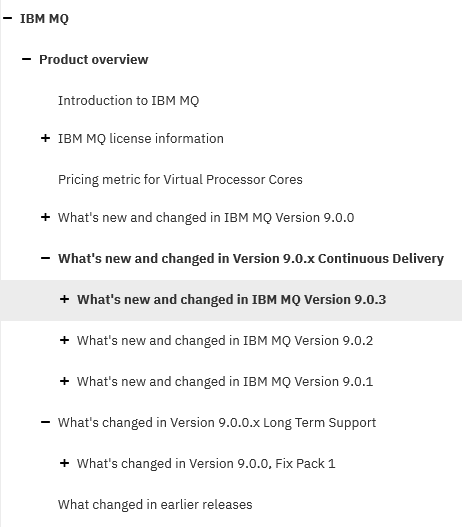 IBM MQ
Product overview
Introduction to IBM MQ
IBM MQ license information
Pricing metric for Virtual Processor Cores
What's new and changed in IBM MQ Version 9.0.0
What's new and changed in Version 9.0.x Continuous Delivery
What's new and changed in IBM MQ Version 9.0.3
What's new and changed in IBM MQ Version 9.0.2
What's new and changed in IBM MQ Version 9.0.1
What's changed in Version 9.0.0.x Long Term Support
What's changed in Version 9.0.0, Fix Pack 1
What changed in earlier releases